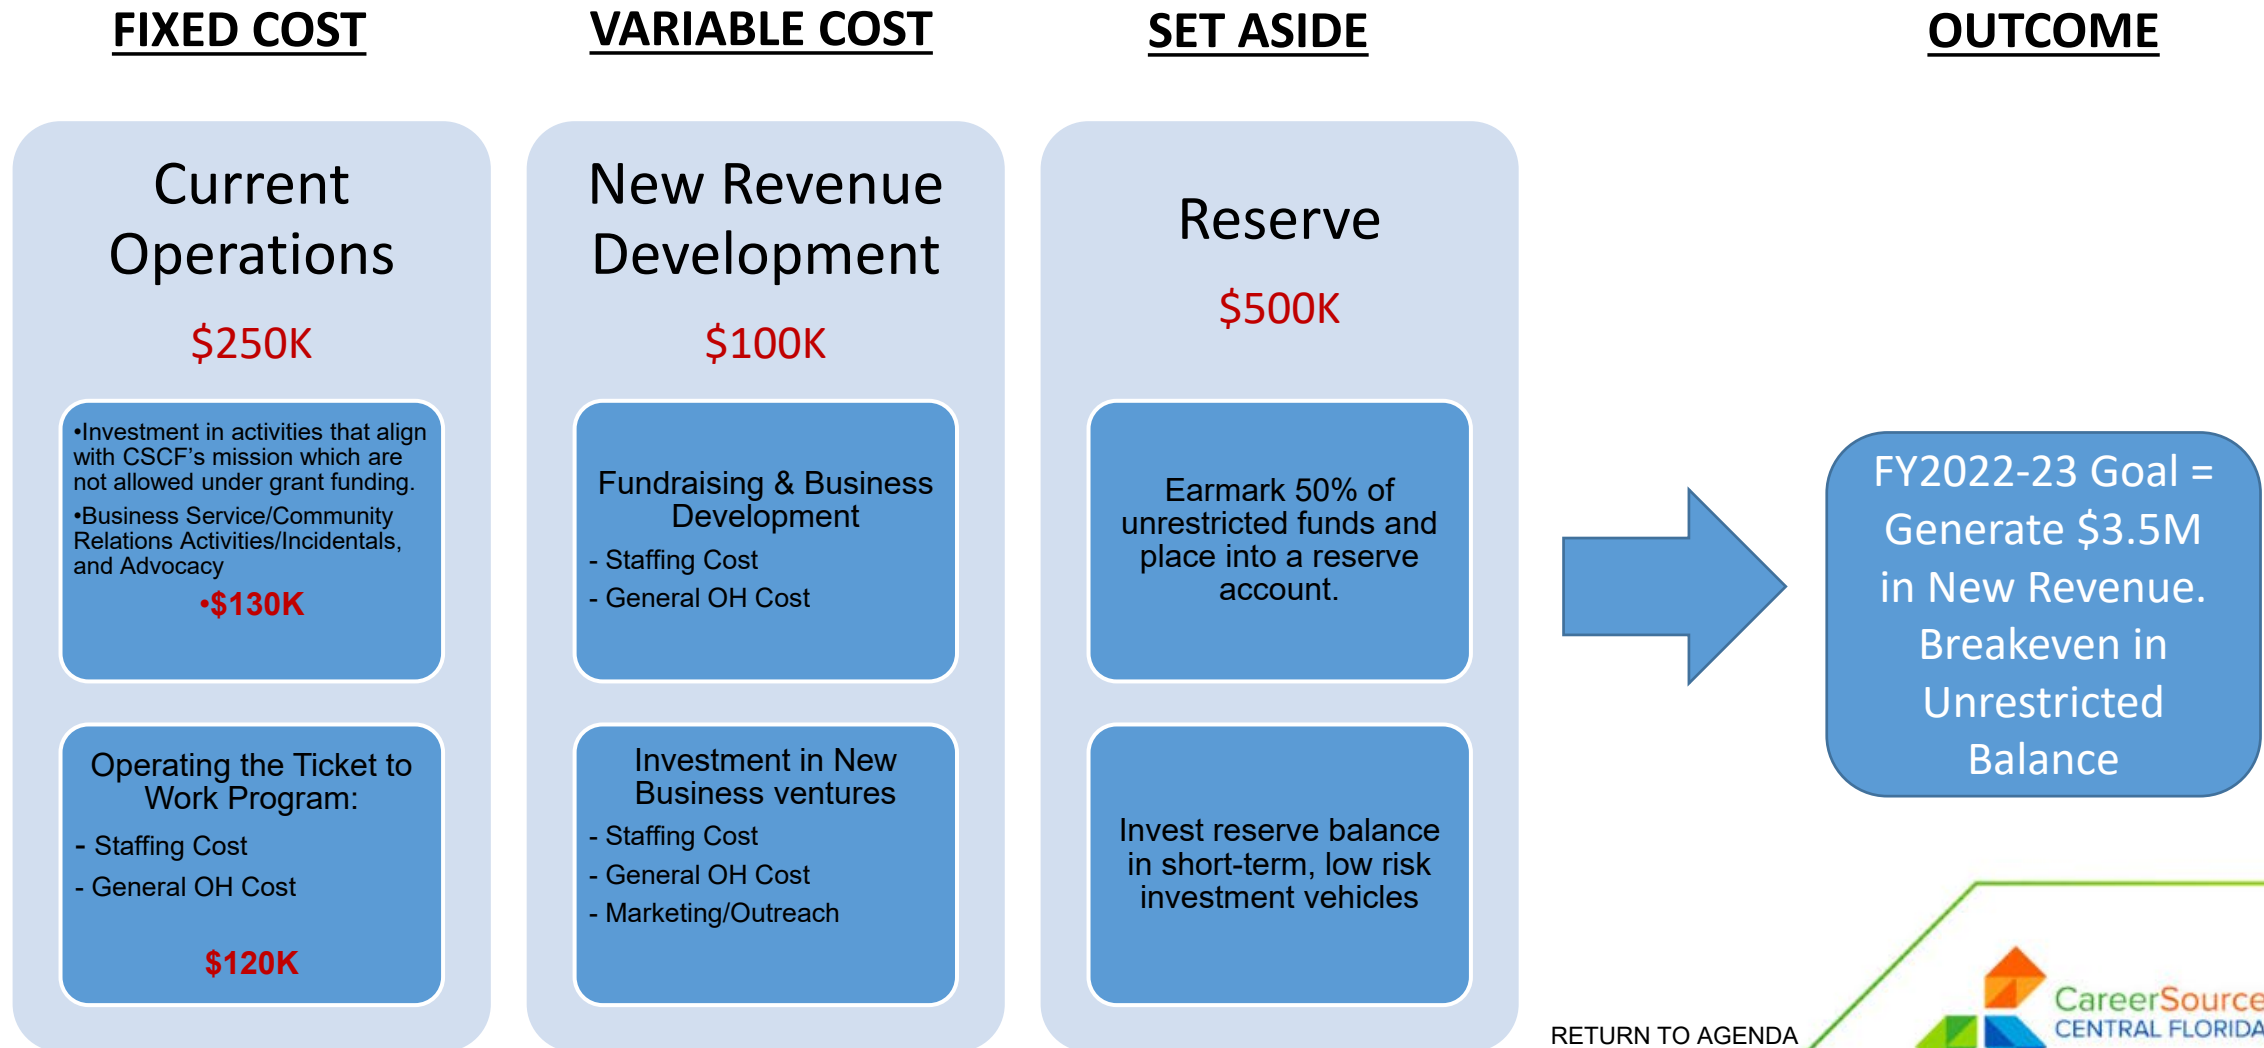 FIXED COST
VARIABLE COST
SET ASIDE
OUTCOME
Current
Operations
$250K
•Investment in activities that align
with CSCF’s mission which are
not allowed under grant funding.
•Business Service/Community
Relations Activities/Incidentals,
and Advocacy
•$130K
Operating the Ticket to
Work Program:
- Staffing Cost
- General OH Cost
$120K
New Revenue
Development
$100K
Fundraising & Business
Development
- Staffing Cost
- General OH Cost
Investment in New
Business ventures
- Staffing Cost
- General OH Cost
- Marketing/Outreach
Reserve
$500K
Earmark 50% of
unrestricted funds and
place into a reserve
account.
Invest reserve balance
in short-term, low risk
investment vehicles
FY2022-23 Goal =
Generate $3.5M
in New Revenue.
Breakeven in
Unrestricted
Balance
RETURN TO AGENDA
CareerSource
CENTRAL FLORIDA